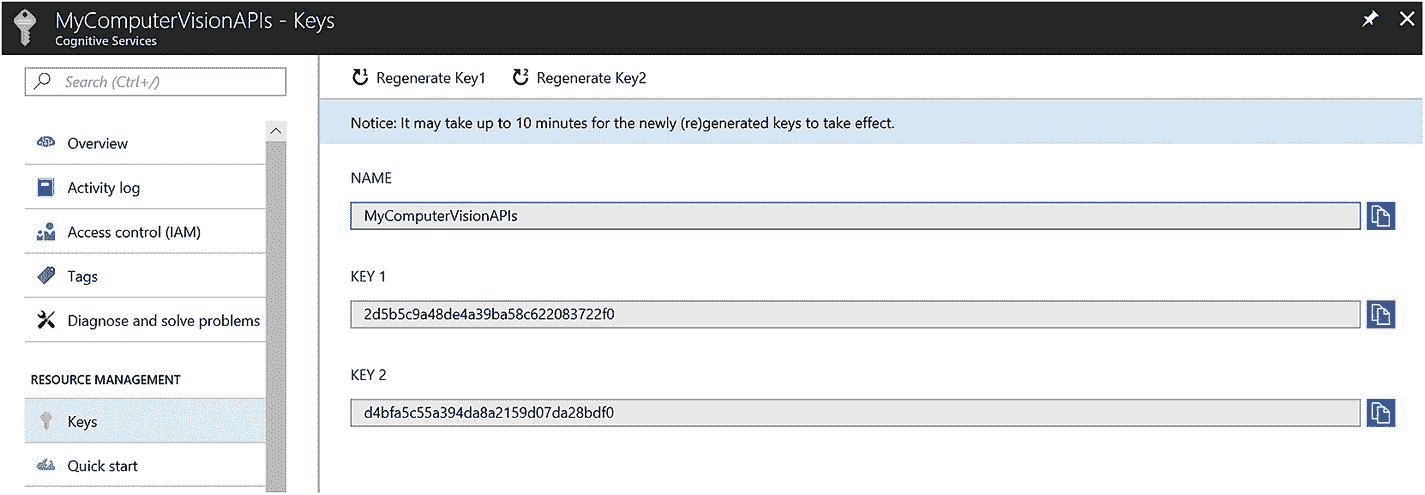 MyComputerVisionAPIs - Keys
Cognitive Services
Search (Ctrl+/)
Overview
Activity log
Access control (IAM)
Tags
Diagnose and solve problems
RESOURCE MANAGEMENT
Keys
Quick start
Regenerate Key1
Regenerate Key2
Notice: It may take up to 10 minutes for the newly (re)generated keys to take effect.
NAME
MyComputerVisionAPIs
KEY 1
2d5b5c9a48de4a39ba58c622083722f0
KEY 2
d4bfa5c55a394da8a2159d07da28bdf0